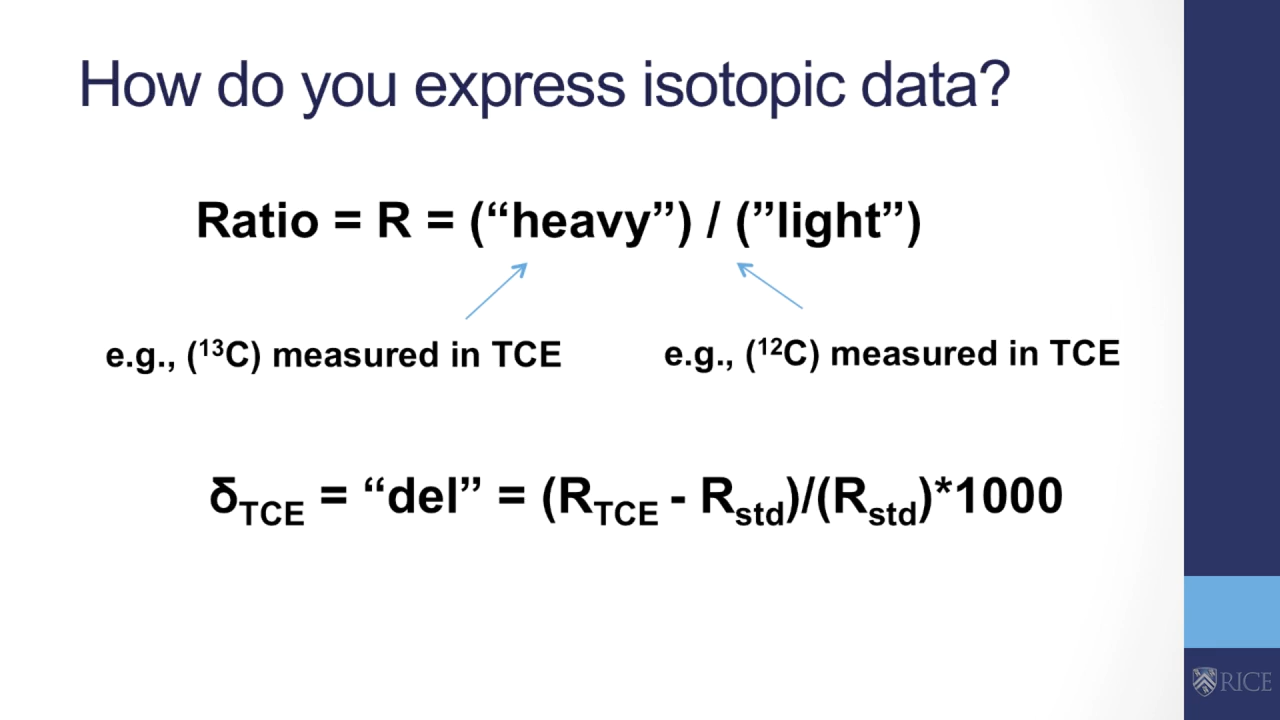 How do you express isotopic data?
Ratio = R = (“heavy”) / (”light”)
e.g., (¹³C) measured in TCE
e.g., (¹²C) measured in TCE
δTCE = “del” = (RTCE - Rstd)/(Rstd)*1000
RICE